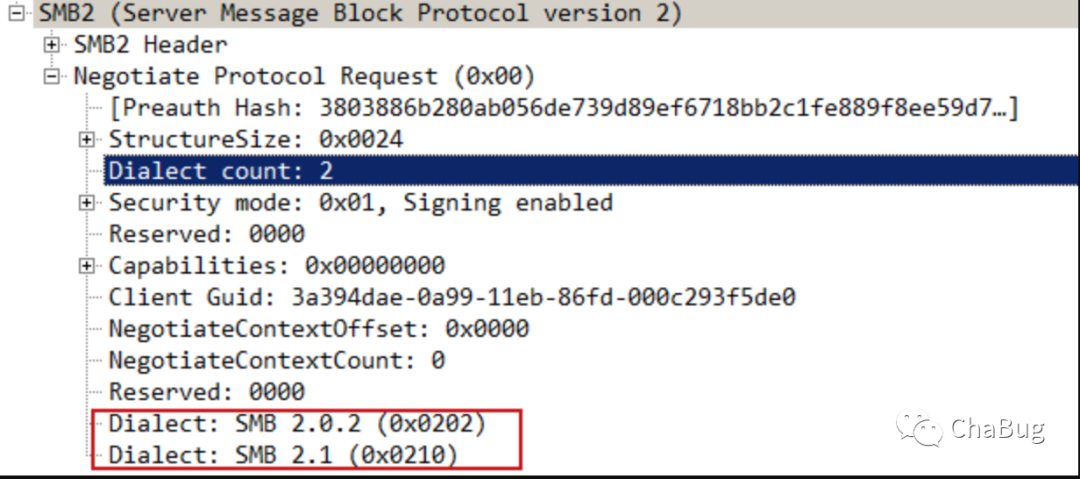 SMB2 (Server Message Block Protocol version 2)
SMB2 Header
Negotiate Protocol Request (0x00)
[Preauth Hash: 3803886b280ab056de739d89ef6718bb2c1fe889f8ee59d7…]
StructureSize: 0x0024
Dialect count: 2
Security mode: 0x01, Signing enabled
Reserved: 0000
Capabilities: 0x00000000
Client Guid: 3a394dae-0a99-11eb-86fd-000c293f5de0
NegotiateContextOffset: 0x0000
NegotiateContextCount: 0
Reserved: 0000
Dialect: SMB 2.0.2 (0x0202)
Dialect: SMB 2.1 (0x0210)
ChaBug